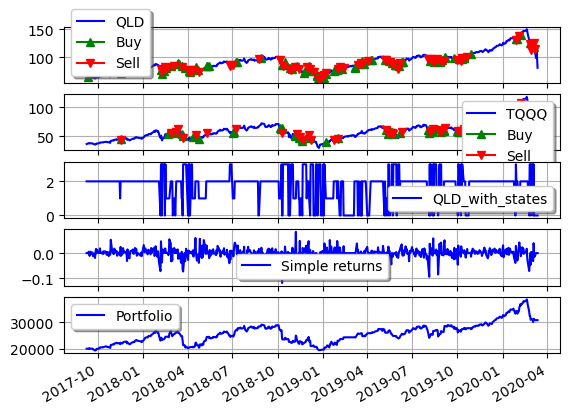 150
100
QLD
Buy
Sell
100
50
TQQQ
Buy
Sell
2
0
QLD_with_states
0.0
−0.1
Simple returns
30000
20000
Portfolio
2017-10
2018-01
2018-04
2018-07
2018-10
2019-01
2019-04
2019-07
2019-10
2020-01
2020-04